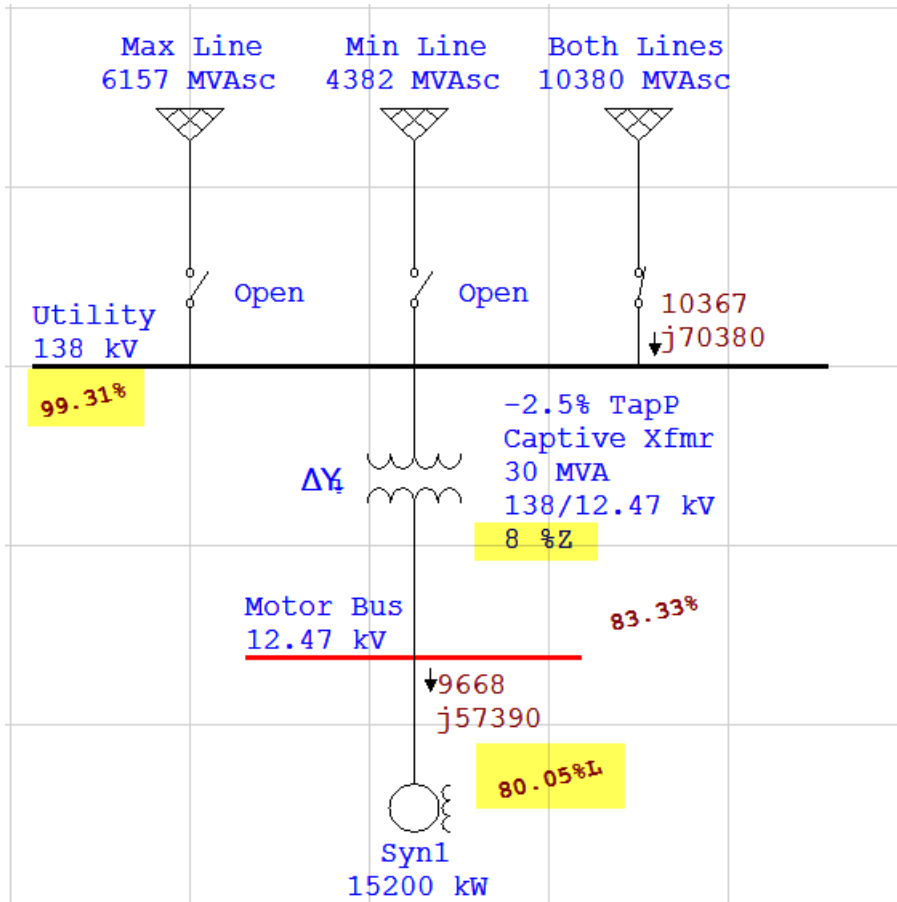 Max Line
6157 MVAsc
Min Line
4382 MVAsc
Both Lines
10380 MVAsc
Open
Open
10367
j70380
Utility
138 kV
99.31%
-2.5% TapP
Captive Xfmr
30 MVA
138/12.47 kV
8 %Z
ΔY
Motor Bus
12.47 kV
83.33%
9668
j57390
80.05%L
Syn1
15200 kW